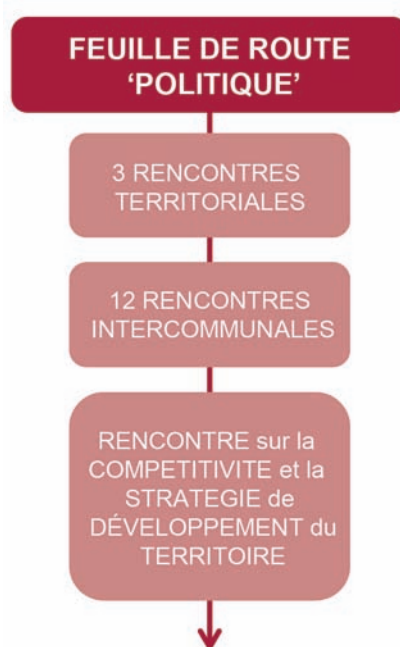 FEUILLE DE ROUTE
‘POLITIQUE’
3 RENCONTRES
TERRITORIALES
12 RENCONTRES
INTERCOMMUNALES
RENCONTRE sur la
COMPETITIVITE et la
STRATEGIE de
DÉVELOPPEMENT du
TERRITOIRE